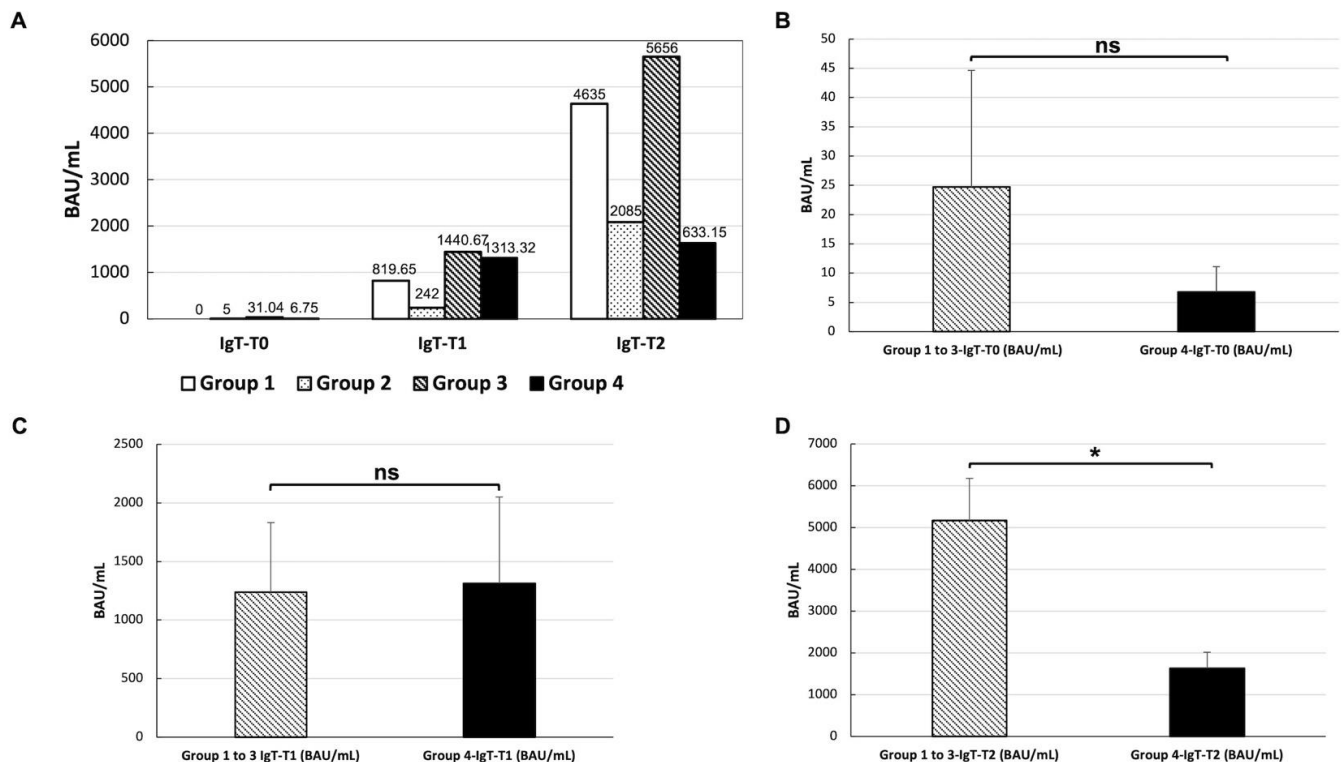 A
6000
5000
4000
3000
2000
1000
0
BAU/mL
0
5
31.04
6.75
819.65
242
1440.67
1313.32
4635
2085
5656
633.15
IgT-T0
IgT-T1
IgT-T2
Group 1
Group 2
Group 3
Group 4
B
50
45
40
35
30
25
20
15
10
5
0
BAU/mL
ns
Group 1 to 3-IgT-T0 (BAU/mL)
Group 4-IgT-T0 (BAU/mL)
C
2500
2000
1500
1000
500
0
BAU/mL
ns
Group 1 to 3 IgT-T1 (BAU/mL)
Group 4-IgT-T1 (BAU/mL)
D
7000
6000
5000
4000
3000
2000
1000
0
BAU/mL
*
Group 1 to 3-IgT-T2 (BAU/mL)
Group 4-IgT-T2 (BAU/mL)